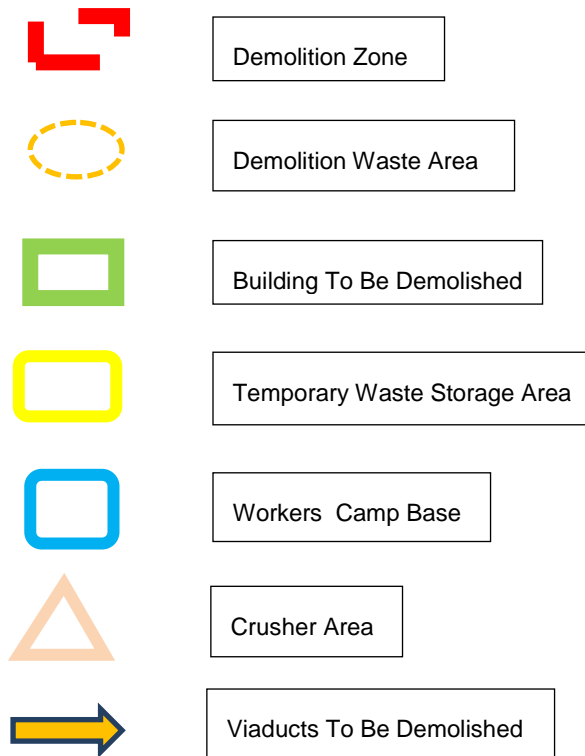 Demolition Zone
Demolition Waste Area
Building To Be Demolished
Temporary Waste Storage Area
Workers  Camp Base
Crusher Area
Viaducts To Be Demolished